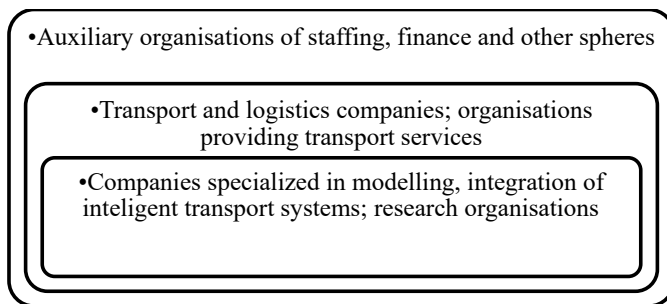 •Auxiliary organisations of staffing, finance and other spheres
•Transport and logistics companies; organisations
providing transport services
•Companies specialized in modelling, integration of
inteligent transport systems; research organisations